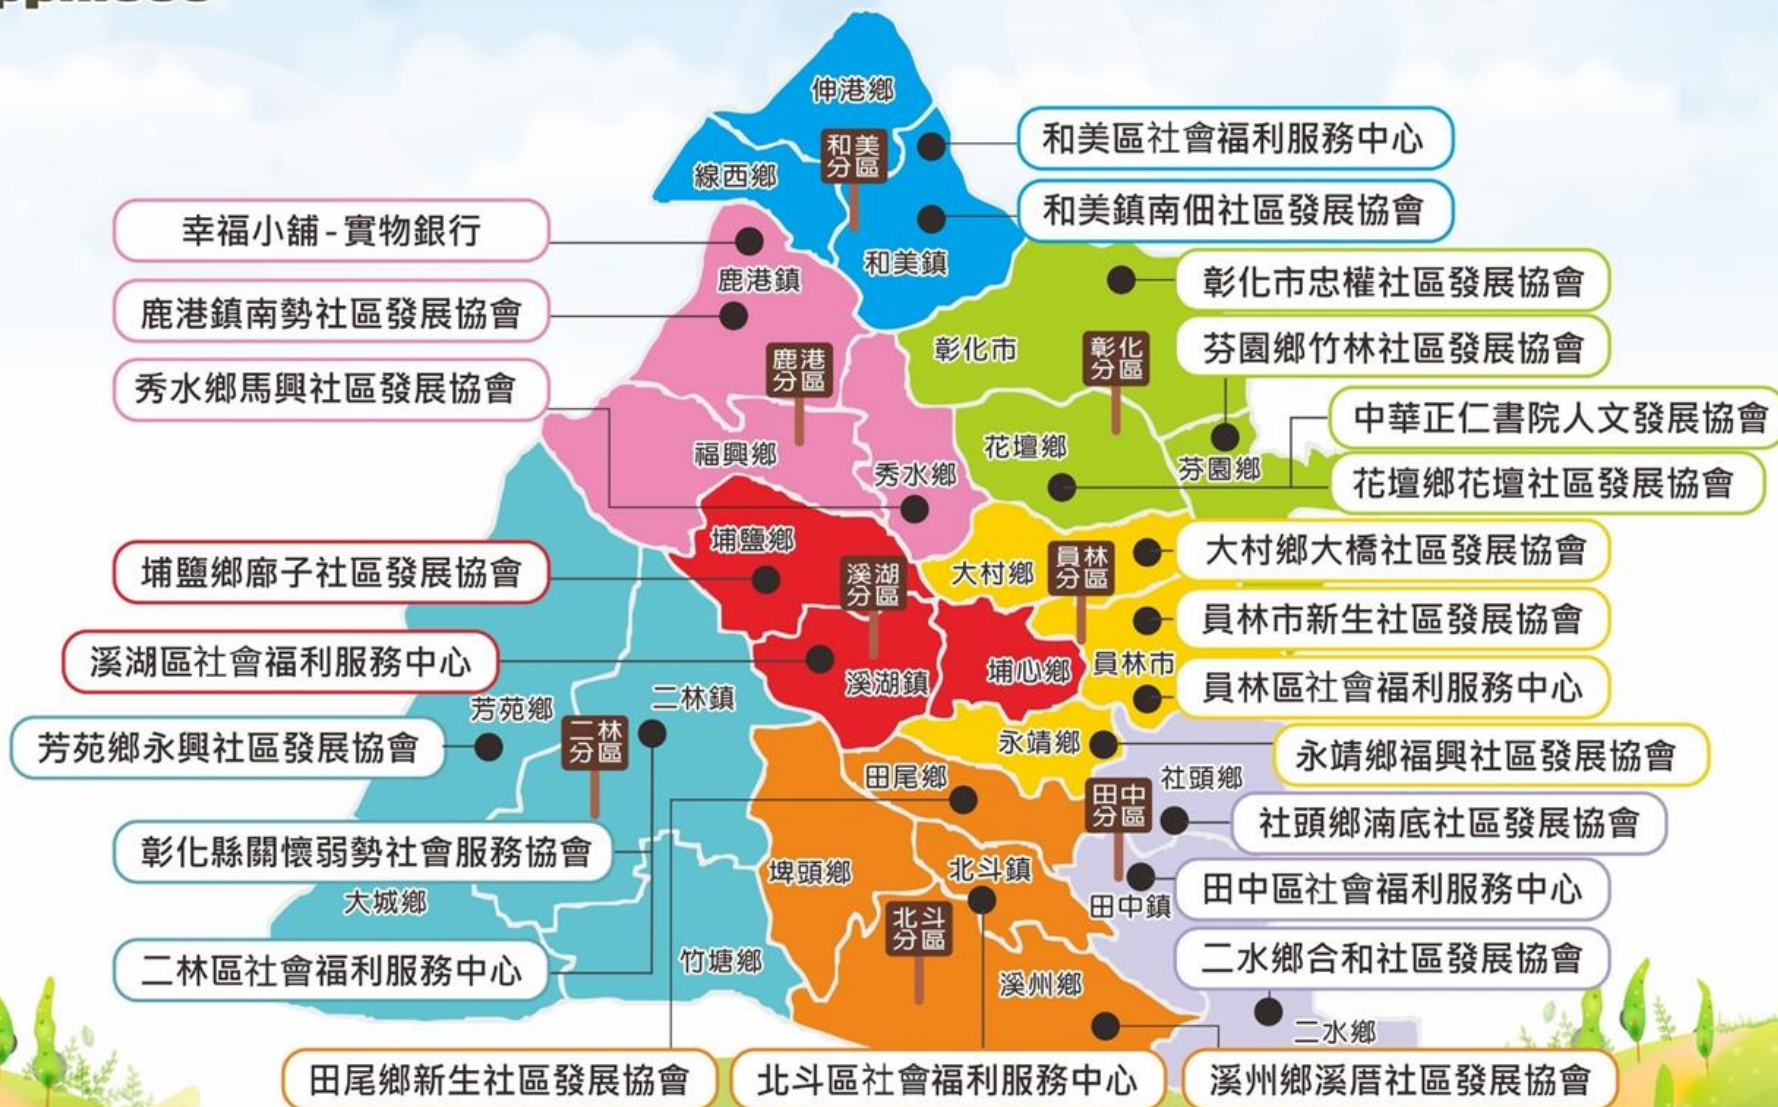 伸港鄉
和美分區
線西鄉
和美鎮
和美區社會福利服務中心
和美鎮南佃社區發展協會
幸福小舖-實物銀行
鹿港鎮南勢社區發展協會
秀水鄉馬興社區發展協會
鹿港鎮
鹿港分區
福興鄉
秀水鄉
彰化市
彰化分區
花壇鄉
芬園鄉
彰化市忠權社區發展協會
芬園鄉竹林社區發展協會
中華正仁書院人文發展協會
花壇鄉花壇社區發展協會
埔鹽鄉
溪湖分區
溪湖鎮
埔心鄉
埔鹽鄉廍子社區發展協會
溪湖區社會福利服務中心
大村鄉
員林分區
員林市
永靖鄉
大村鄉大橋社區發展協會
員林市新生社區發展協會
員林區社會福利服務中心
永靖鄉福興社區發展協會
芳苑鄉
二林鎮
二林分區
大城鄉
竹塘鄉
芳苑鄉永興社區發展協會
彰化縣關懷弱勢社會服務協會
二林區社會福利服務中心
田尾鄉
埤頭鄉
北斗鎮
北斗分區
溪州鄉
社頭鄉
田中分區
田中鎮
二水鄉
社頭鄉湳底社區發展協會
田中區社會福利服務中心
二水鄉合和社區發展協會
田尾鄉新生社區發展協會
北斗區社會福利服務中心
溪州鄉溪厝社區發展協會